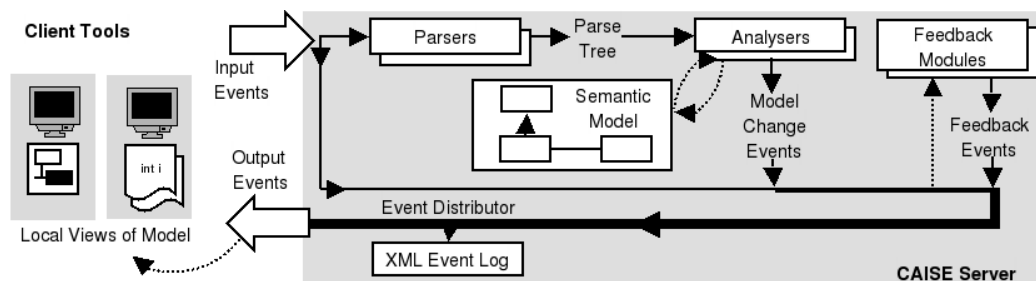 Client Tools
Input
Events
Parsers
Parse
Tree
Analysers
Feedback
Modules
Semantic
Model
Model
Change
Events
Feedback
Events
int i
Output
Events
Local Views of Model
Event Distributor
XML Event Log
CAISE Server